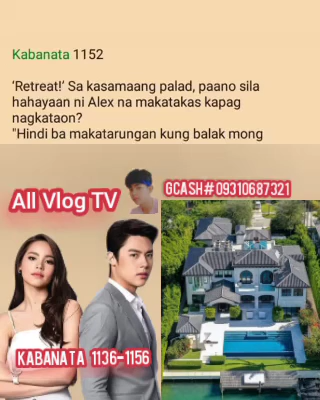 Kabanata 1152
‘Retreat!‘ Sa kasamaang palad, paano sila
hahayaan ni Alex na makatakas kapag
nagkataon?
"Hindi ba makatarungan kung balak mong
All Vlog TV
GCASH#09310687321
KABANATA 1136-1156